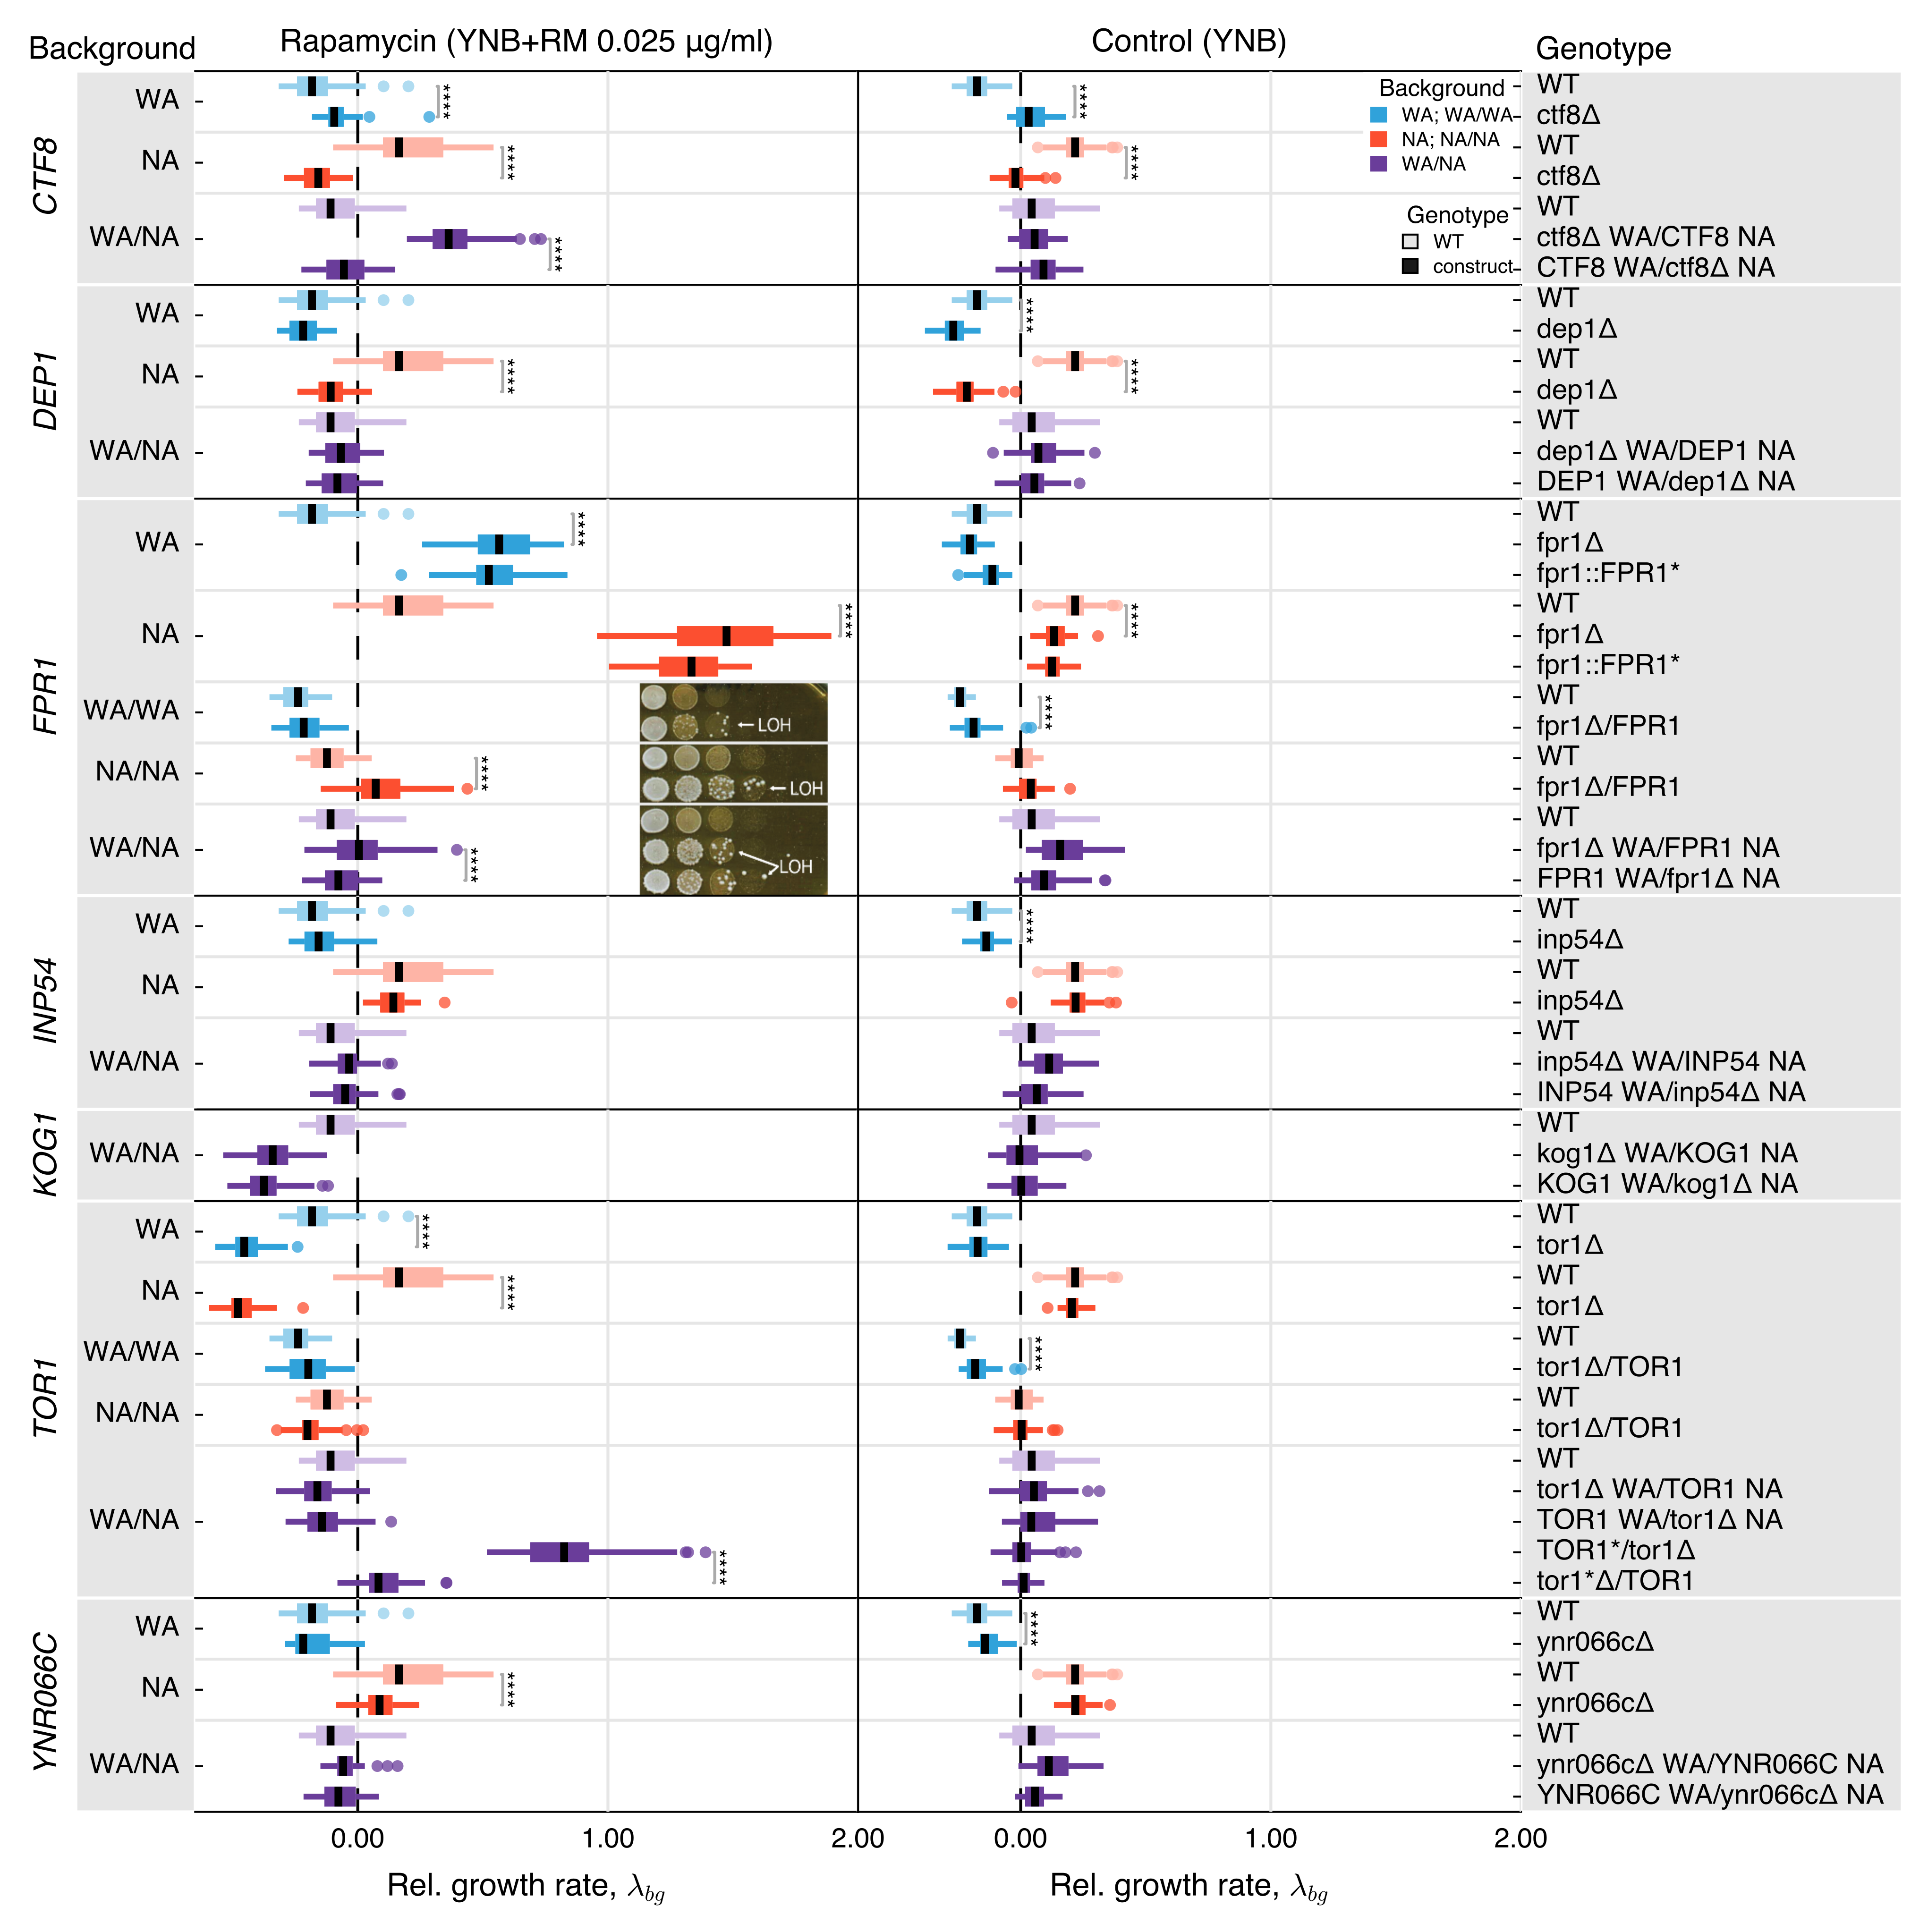 Background
Rapamycin (YNB+RM 0.025 μg/ml)
Control (YNB)
Genotype
Background
WA; WA/WA
NA; NA/NA
WA/NA
Genotype
WT
construct
CTF8
WA
WT
****
****
ctf8Δ
NA
WT
****
****
ctf8Δ
WA/NA
WT
ctf8Δ WA/CTF8 NA
****
CTF8 WA/ctf8Δ NA
DEP1
WA
WT
****
dep1Δ
NA
WT
****
****
dep1Δ
WA/NA
WT
dep1Δ WA/DEP1 NA
DEP1 WA/dep1Δ NA
FPR1
WA
WT
****
fpr1Δ
fpr1::FPR1*
NA
WT
****
****
fpr1Δ
fpr1::FPR1*
WA/WA
WT
****
LOH
fpr1Δ/FPR1
NA/NA
WT
****
LOH
fpr1Δ/FPR1
WA/NA
WT
fpr1Δ WA/FPR1 NA
****
LOH
FPR1 WA/fpr1Δ NA
INP54
WA
WT
****
inp54Δ
NA
WT
inp54Δ
WA/NA
WT
inp54Δ WA/INP54 NA
INP54 WA/inp54Δ NA
KOG1
WA/NA
WT
kog1Δ WA/KOG1 NA
KOG1 WA/kog1Δ NA
TOR1
WA
WT
****
tor1Δ
NA
WT
****
tor1Δ
WA/WA
WT
****
tor1Δ/TOR1
NA/NA
WT
tor1Δ/TOR1
WA/NA
WT
tor1Δ WA/TOR1 NA
TOR1 WA/tor1Δ NA
TOR1*/tor1Δ
****
tor1*Δ/TOR1
YNR066C
WA
WT
****
ynr066cΔ
NA
WT
****
ynr066cΔ
WA/NA
WT
ynr066cΔ WA/YNR066C NA
YNR066C WA/ynr066cΔ NA
0.00 1.00 2.00 0.00 1.00 2.00
Rel. growth rate, λbg
Rel. growth rate, λbg